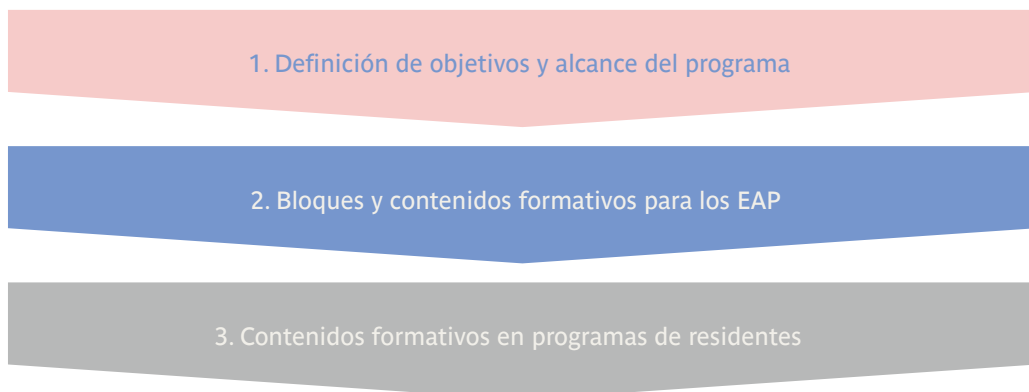 1. Definición de objetivos y alcance del programa
2. Bloques y contenidos formativos para los EAP
3. Contenidos formativos en programas de residentes